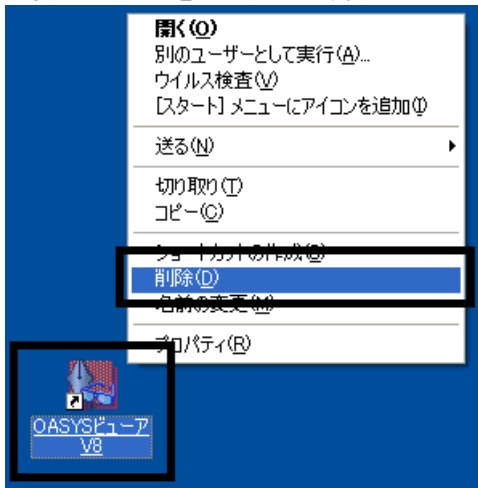 開く(O)
別のユーザーとして実行(A)...
ウイルス検査(V)
[スタート] メニューにアイコンを追加(I)
送る(N)
切り取り(T)
コピー(C)
ショートカットの作成(S)
削除(D)
名前の変更(M)
プロパティ(R)
OASYSビューア
V8